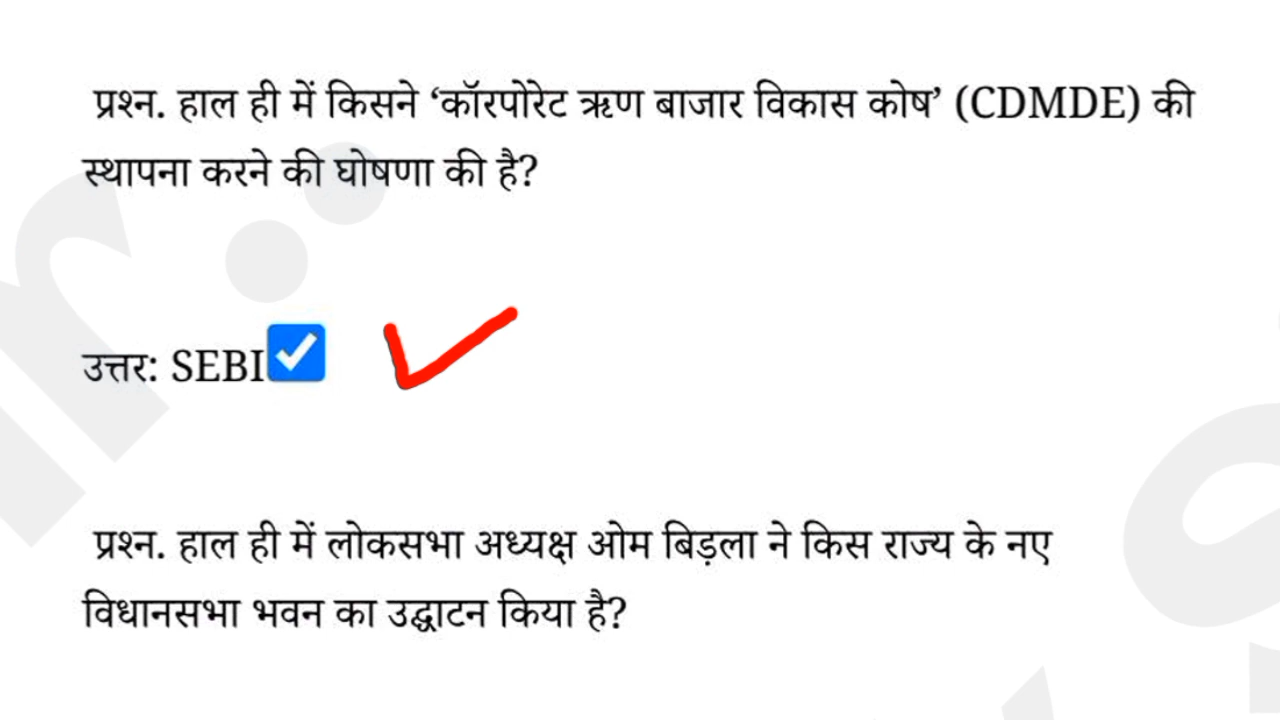 प्रश्न. हाल ही में किसने ‘कॉरपोरेट ऋण बाजार विकास कोष’ (CDMDE) की
स्थापना करने की घोषणा की है?
उत्तर: SEBI✅
प्रश्न. हाल ही में लोकसभा अध्यक्ष ओम बिड़ला ने किस राज्य के नए
विधानसभा भवन का उद्घाटन किया है?